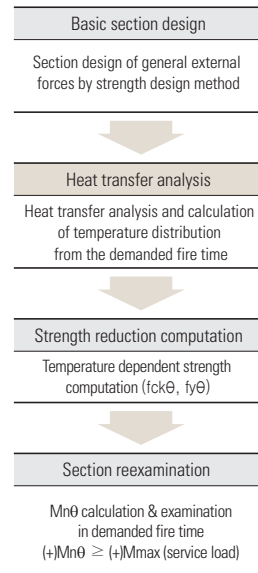 Basic section design
Section design of general external
forces by strength design method
Heat transfer analysis
Heat transfer analysis and calculation
of temperature distribution
from the demanded fire time
Strength reduction computation
Temperature dependent strength
computation (fckθ, fyθ)
Section reexamination
Mnθ calculation & examination
in demanded fire time
(+)Mnθ ≥ (+)Mmax (service load)